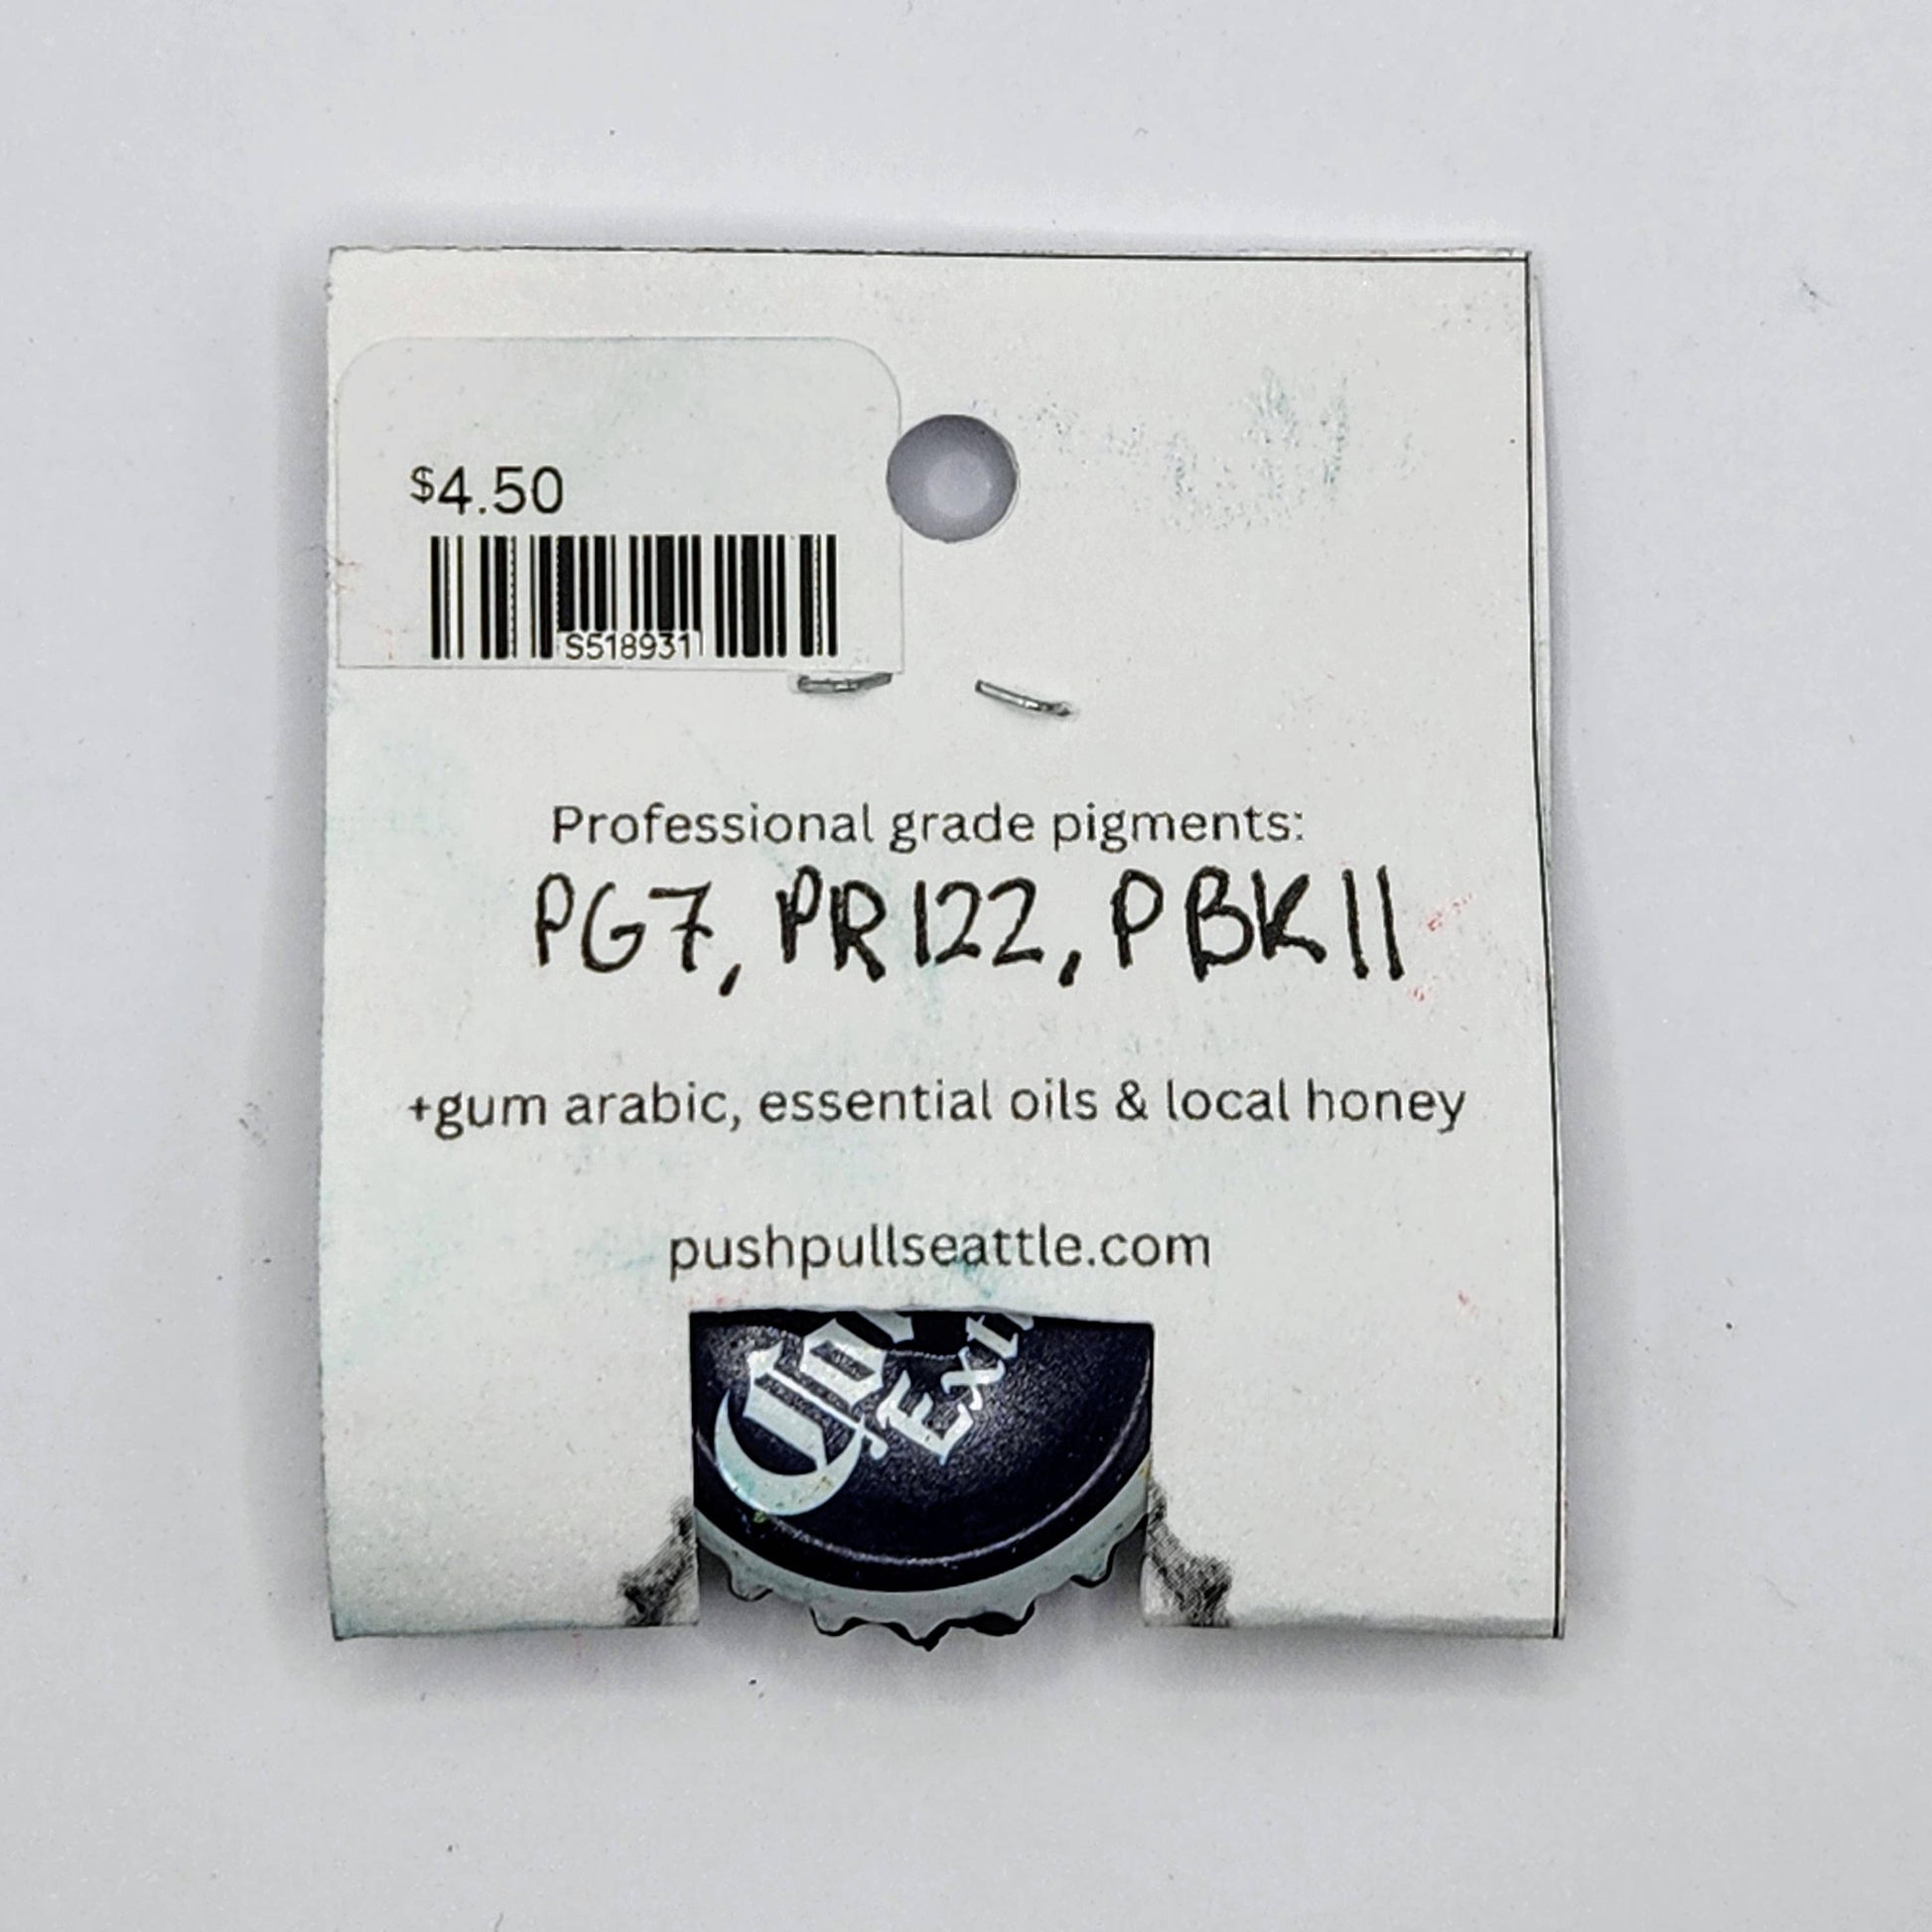 $4.50
S518931
Professional grade pigments:
PG7, PR122, PBK11
+gum arabic, essential oils & local honey
pushpullseattle.com